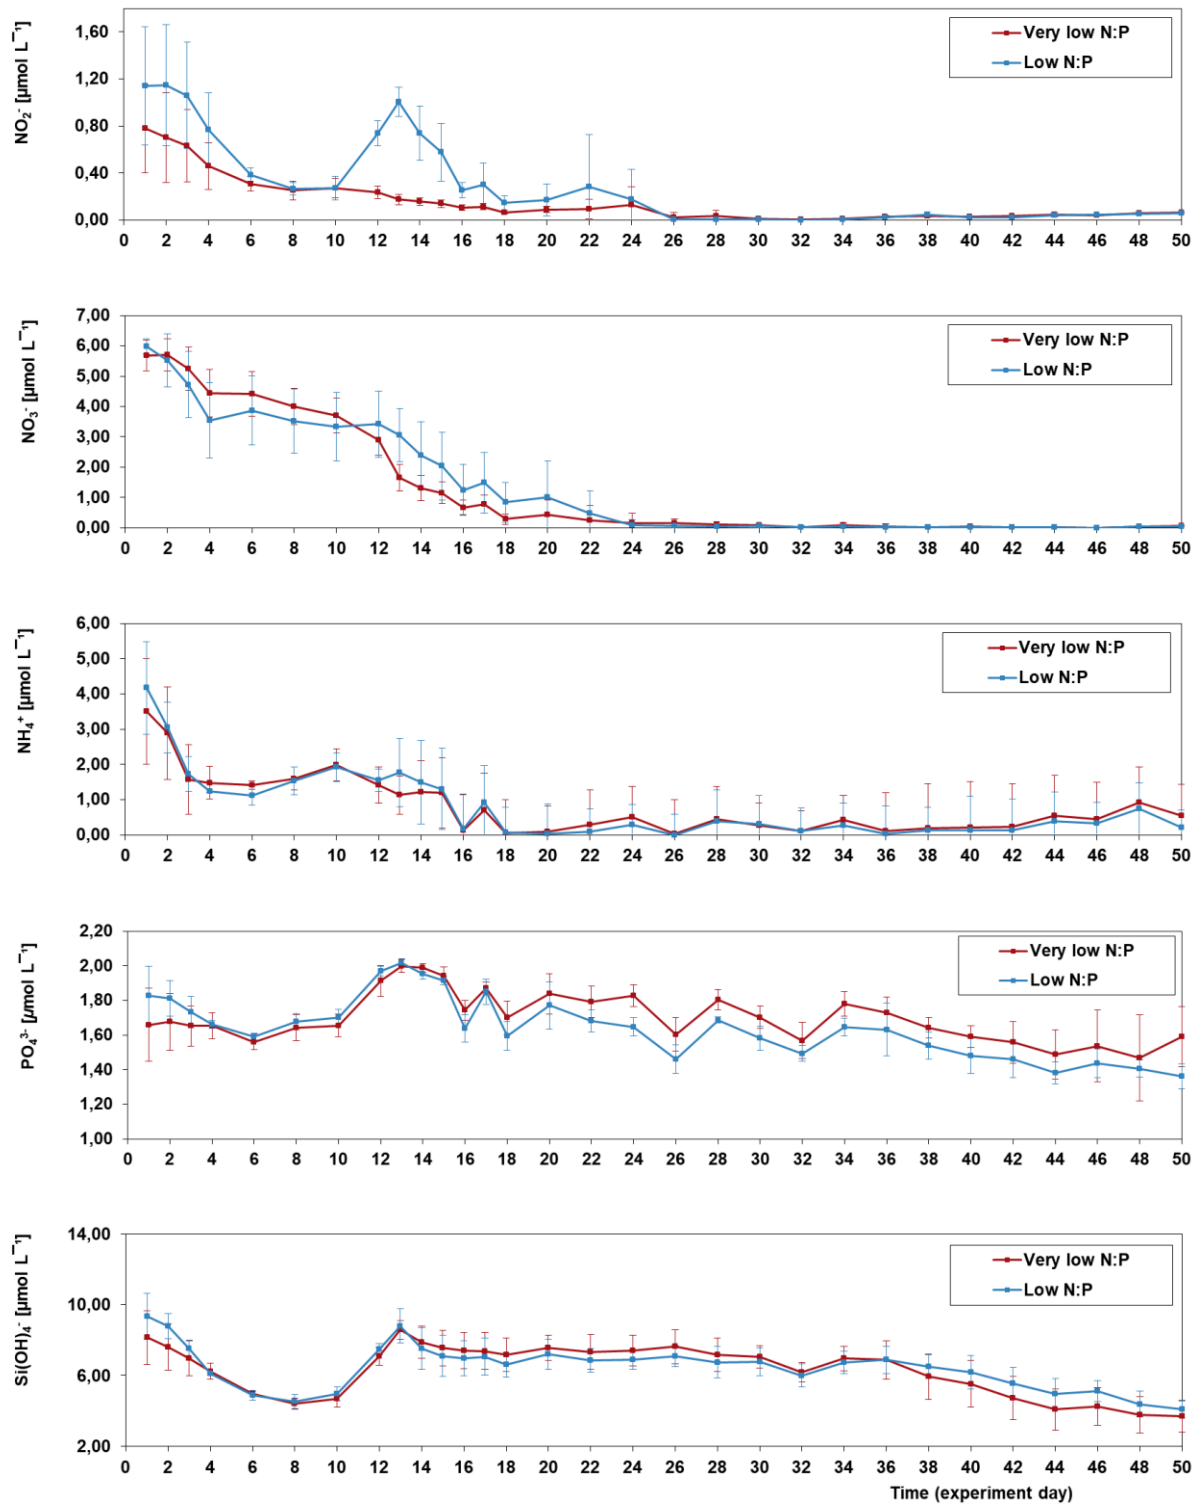 NO₂⁻ [µmol L⁻¹]
1,60
1,20
0,80
0,40
0,00
Very low N:P
Low N:P
0 2 4 6 8 10 12 14 16 18 20 22 24 26 28 30 32 34 36 38 40 42 44 46 48 50
NO₃⁻ [µmol L⁻¹]
7,00
6,00
5,00
4,00
3,00
2,00
1,00
0,00
Very low N:P
Low N:P
0 2 4 6 8 10 12 14 16 18 20 22 24 26 28 30 32 34 36 38 40 42 44 46 48 50
NH₄⁺ [µmol L⁻¹]
6,00
5,00
4,00
3,00
2,00
1,00
0,00
Very low N:P
Low N:P
0 2 4 6 8 10 12 14 16 18 20 22 24 26 28 30 32 34 36 38 40 42 44 46 48 50
PO₄³⁻ [µmol L⁻¹]
2,20
2,00
1,80
1,60
1,40
1,20
1,00
Very low N:P
Low N:P
0 2 4 6 8 10 12 14 16 18 20 22 24 26 28 30 32 34 36 38 40 42 44 46 48 50
Si(OH)₄⁻ [µmol L⁻¹]
14,00
10,00
6,00
2,00
Very low N:P
Low N:P
0 2 4 6 8 10 12 14 16 18 20 22 24 26 28 30 32 34 36 38 40 42 44 46 48 50
Time (experiment day)